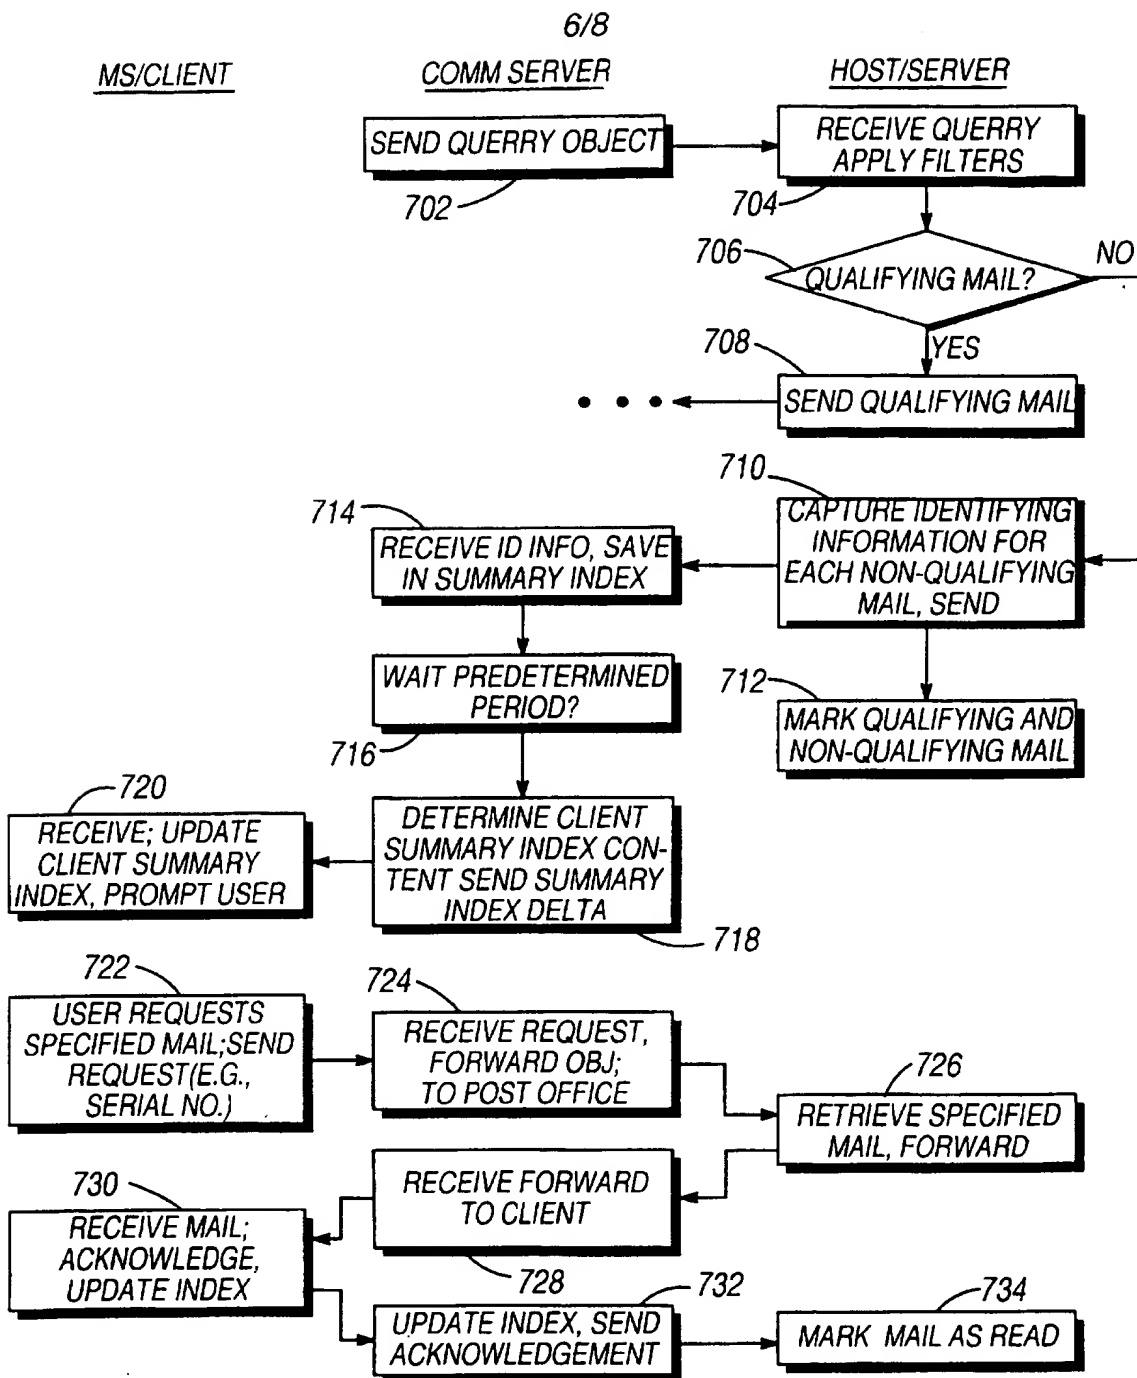 6/8
MS/CLIENT
COMM SERVER
HOST/SERVER
SEND QUERRY OBJECT
702
RECEIVE QUERRY
APPLY FILTERS
704
706
QUALIFYING MAIL?
NO
YES
708
SEND QUALIFYING MAIL
710
CAPTURE IDENTIFYING
INFORMATION FOR
EACH NON-QUALIFYING
MAIL, SEND
714
RECEIVE ID INFO, SAVE
IN SUMMARY INDEX
WAIT PREDETERMINED
PERIOD?
716
712
MARK QUALIFYING AND
NON-QUALIFYING MAIL
720
RECEIVE; UPDATE
CLIENT SUMMARY
INDEX, PROMPT USER
DETERMINE CLIENT
SUMMARY INDEX CON-
TENT SEND SUMMARY
INDEX DELTA
718
722
USER REQUESTS
SPECIFIED MAIL;SEND
REQUEST(E.G.,
SERIAL NO.)
724
RECEIVE REQUEST,
FORWARD OBJ;
TO POST OFFICE
726
RETRIEVE SPECIFIED
MAIL, FORWARD
RECEIVE FORWARD
TO CLIENT
728
730
RECEIVE MAIL;
ACKNOWLEDGE,
UPDATE INDEX
732
UPDATE INDEX, SEND
ACKNOWLEDGEMENT
734
MARK MAIL AS READ